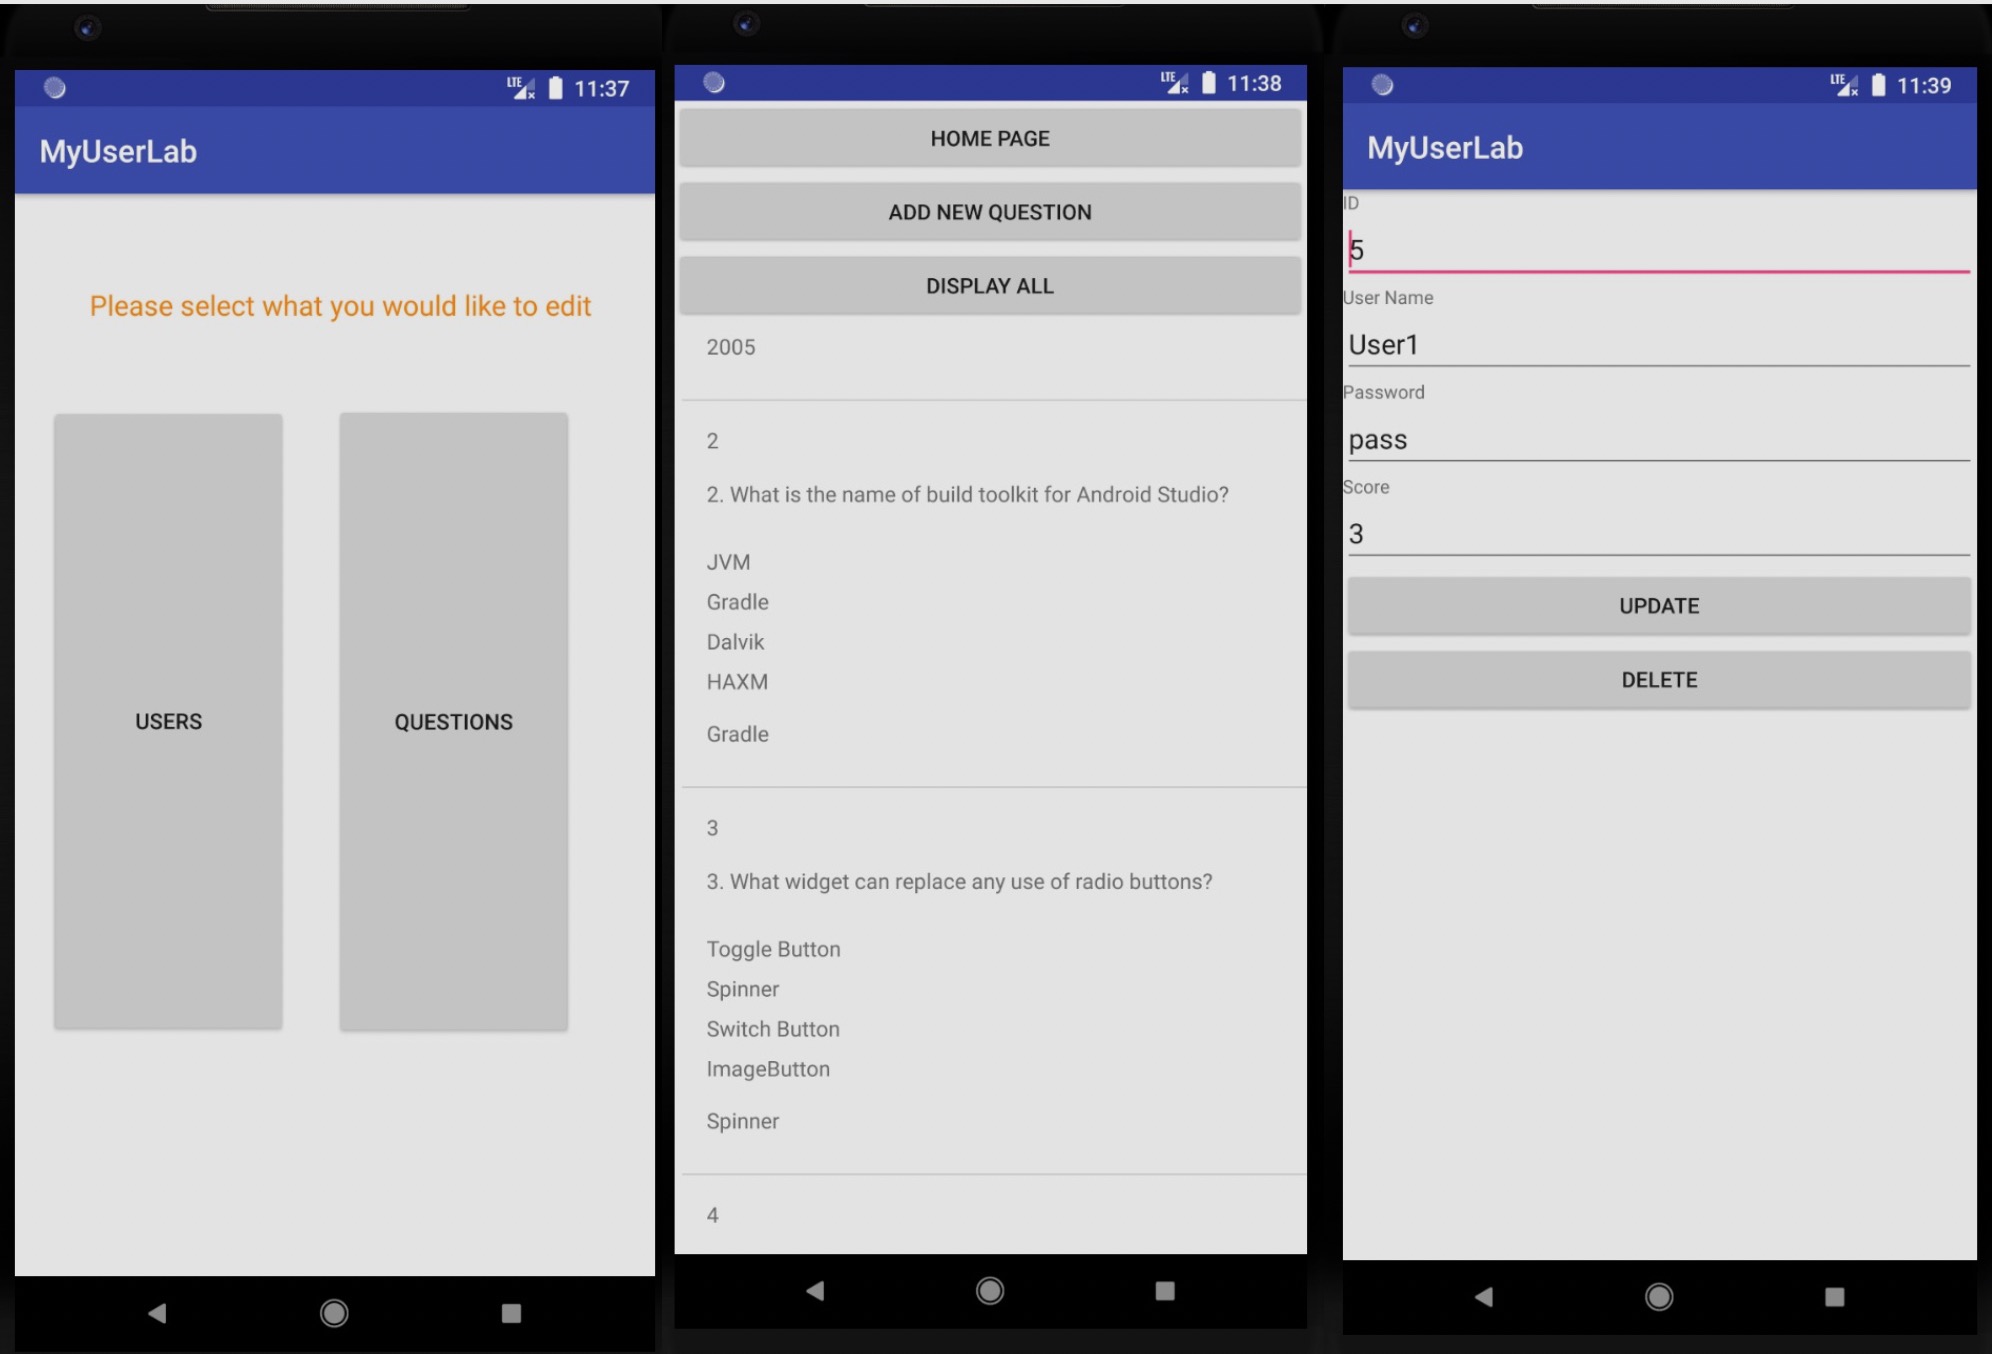 LTE 11:37
MyUserLab
Please select what you would like to edit
USERS
QUESTIONS
LTE 11:38
HOME PAGE
ADD NEW QUESTION
DISPLAY ALL
2005
2
2. What is the name of build toolkit for Android Studio?
JVM
Gradle
Dalvik
HAXM
Gradle
3
3. What widget can replace any use of radio buttons?
Toggle Button
Spinner
Switch Button
ImageButton
Spinner
4
LTE 11:39
MyUserLab
ID
5
User Name
User1
Password
pass
Score
3
UPDATE
DELETE